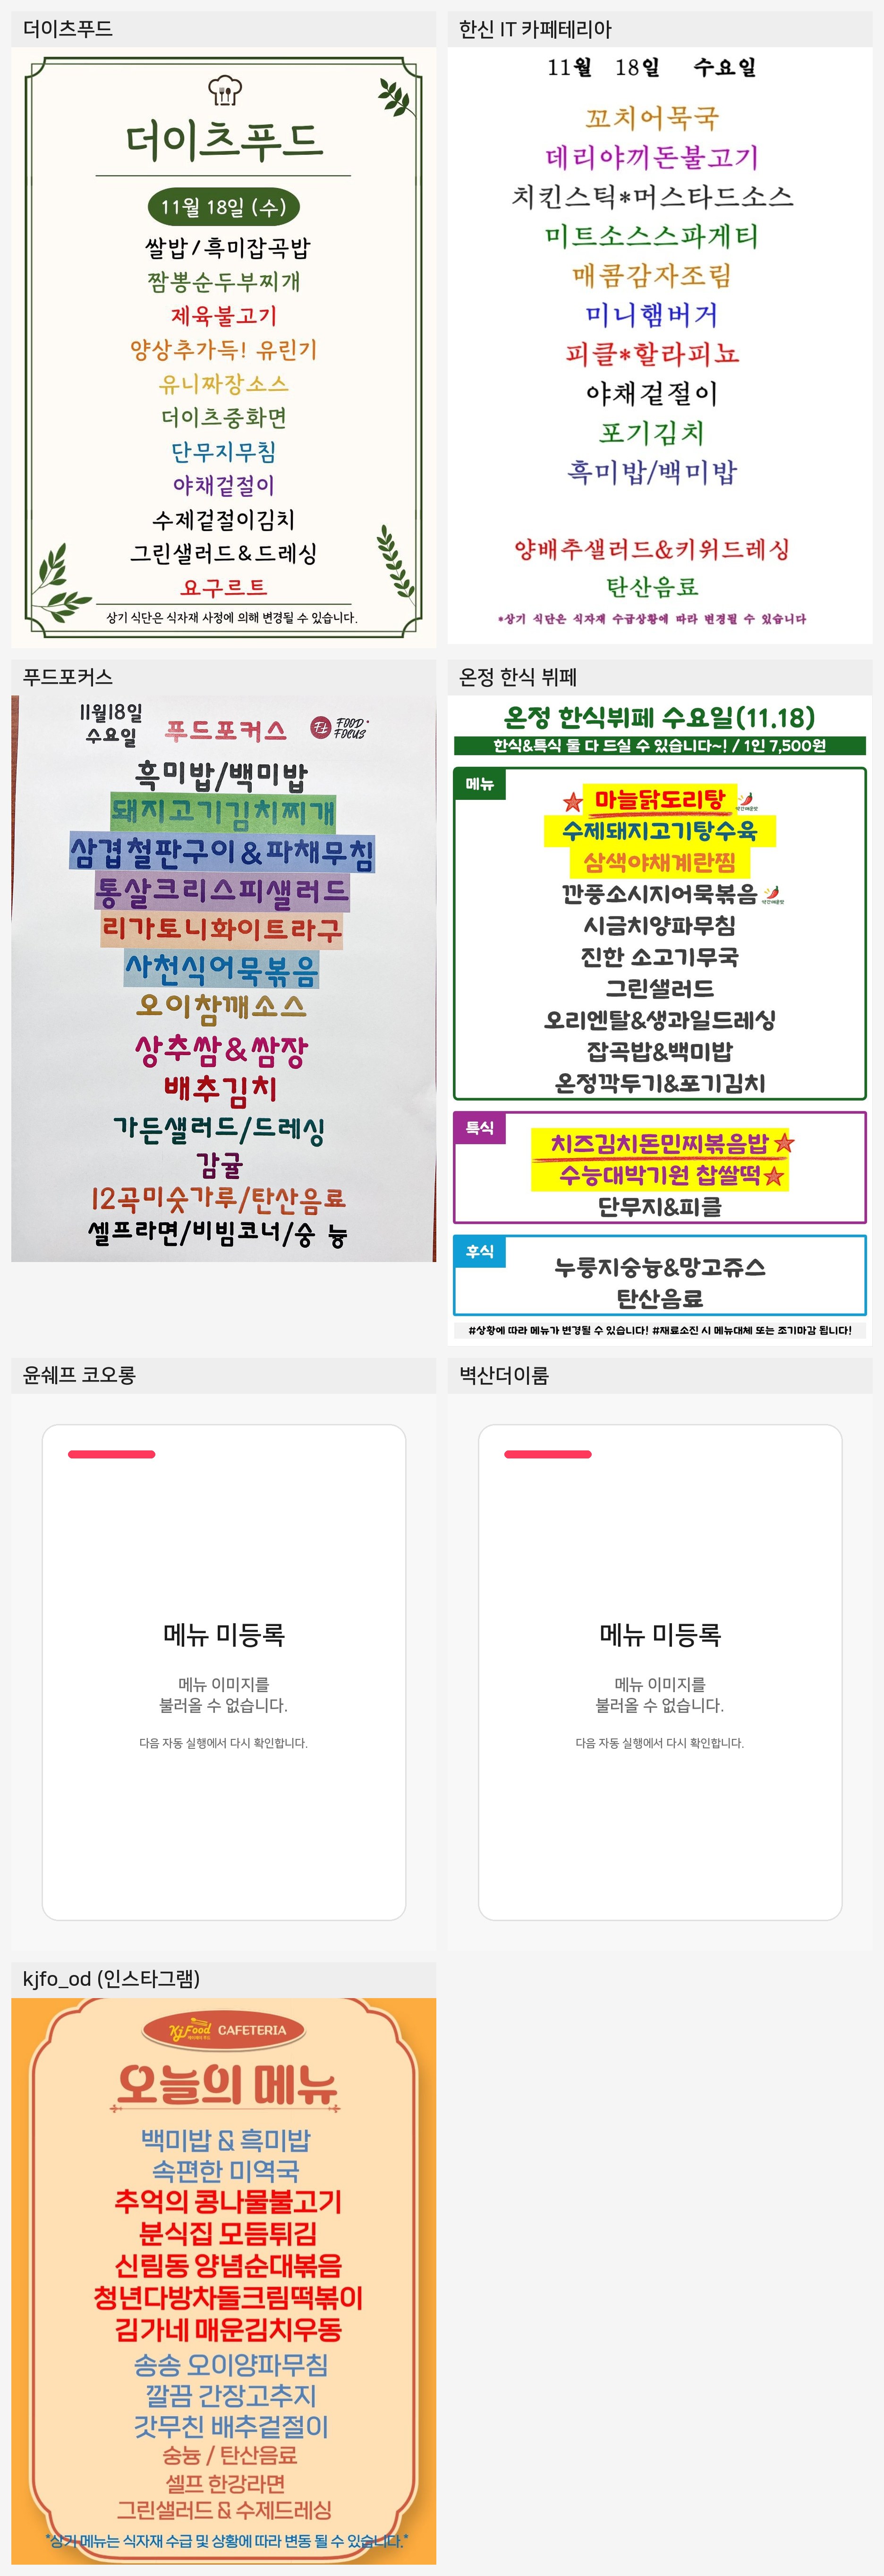 더이츠푸드
더이츠푸드
11월 18일 (수)
쌀밥/흑미잡곡밥
짬뽕순두부찌개
제육불고기
양상추가득! 유린기
유니짜장소스
더이츠중화면
단무지무침
야채겉절이
수제겉절이김치
그린샐러드&드레싱
요구르트
상기 식단은 식자재 사정에 의해 변경될 수 있습니다.
한신 IT 카페테리아
11월 18일 수요일
꼬치어묵국
데리야끼돈불고기
치킨스틱*머스타드소스
미트소스스파게티
매콤감자조림
미니햄버거
피클*할라피뇨
야채겉절이
포기김치
흑미밥/백미밥
양배추샐러드&키위드레싱
탄산음료
*상기 식단은 식자재 수급상황에 따라 변경될 수 있습니다
푸드포커스
11월18일
수요일
푸드포커스
FOOD
FOCUS
흑미밥/백미밥
돼지고기김치찌개
삼겹철판구이&파채무침
통살크리스피샐러드
리가토니화이트라구
사천식어묵볶음
오이참깨소스
상추쌈&쌈장
배추김치
가든샐러드/드레싱
감귤
12곡미숫가루/탄산음료
셀프라면/비빔코너/숭 늉
온정 한식 뷔페
온정 한식뷔페 수요일(11.18)
한식&특식 둘 다 드실 수 있습니다~! / 1인 7,500원
메뉴
마늘닭도리탕
수제돼지고기탕수육
삼색야채계란찜
깐풍소시지어묵볶음
시금치양파무침
진한 소고기무국
그린샐러드
오리엔탈&생과일드레싱
잡곡밥&백미밥
온정깍두기&포기김치
특식
치즈김치돈민찌볶음밥
수능대박기원 찹쌀떡
단무지&피클
후식
누룽지숭늉&망고쥬스
탄산음료
#상황에 따라 메뉴가 변경될 수 있습니다! #재료소진 시 메뉴대체 또는 조기마감 됩니다!
윤쉐프 코오롱
메뉴 미등록
메뉴 이미지를
불러올 수 없습니다.
다음 자동 실행에서 다시 확인합니다.
벽산더이룸
메뉴 미등록
메뉴 이미지를
불러올 수 없습니다.
다음 자동 실행에서 다시 확인합니다.
kjfo_od (인스타그램)
Kj Food CAFETERIA
오늘의 메뉴
백미밥 & 흑미밥
속편한 미역국
추억의 콩나물불고기
분식집 모듬튀김
신림동 양념순대볶음
청년다방차돌크림떡볶이
김가네 매운김치우동
송송 오이양파무침
깔끔 간장고추지
갓무친 배추겉절이
숭늉 / 탄산음료
셀프 한강라면
그린샐러드 & 수제드레싱
*상기 메뉴는 식자재 수급 및 상황에 따라 변동 될 수 있습니다.*